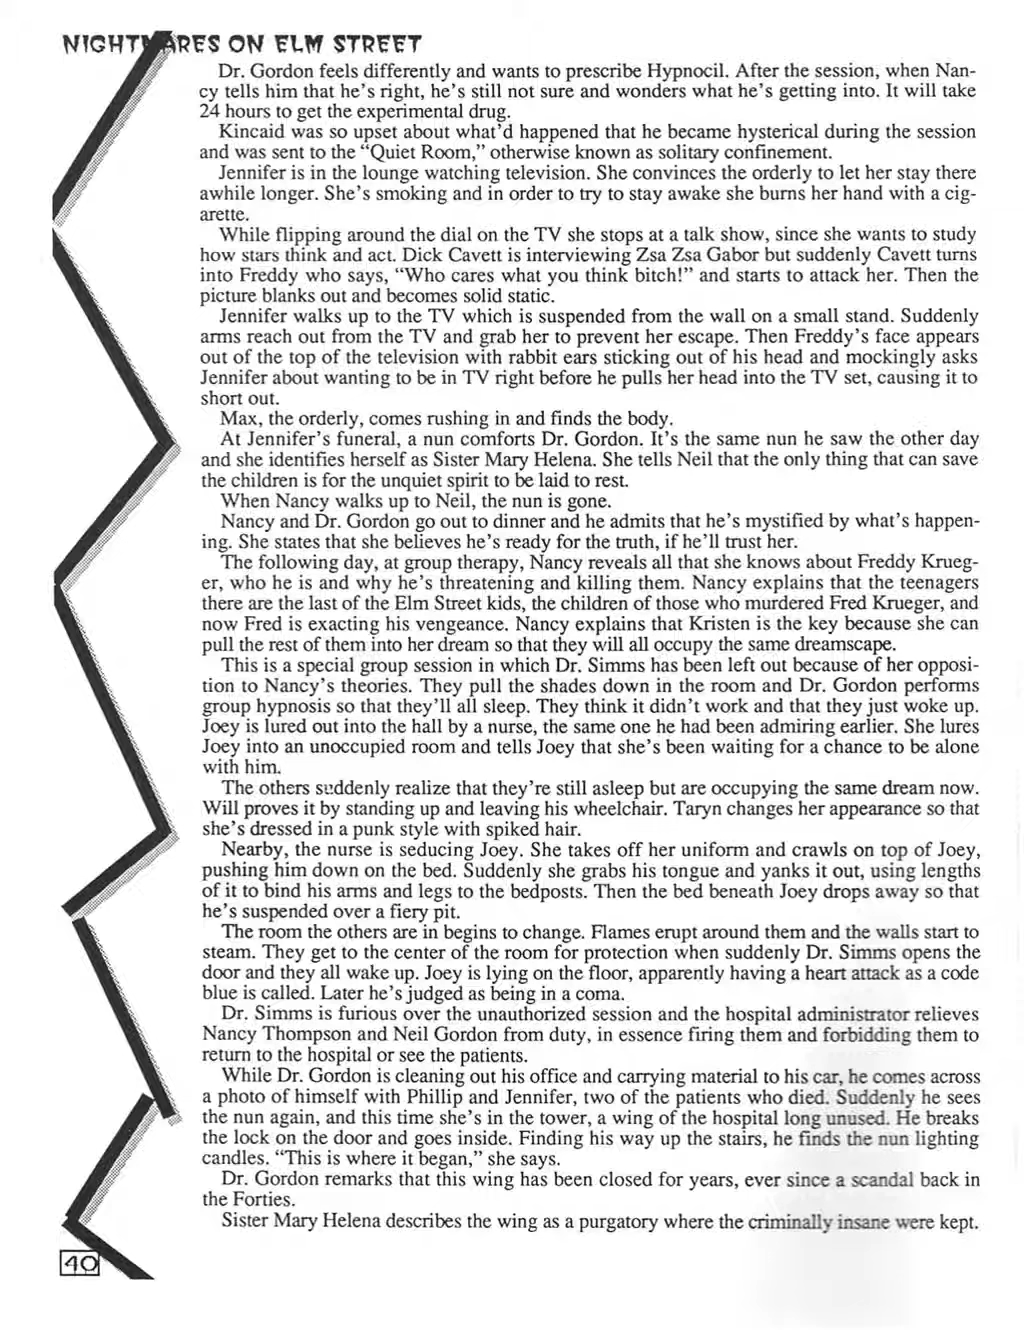 NIGHTMARES ON ELM STREET
Dr. Gordon feels differently and wants to prescribe Hypnocil. After the session, when Nan-
cy tells him that he's right, he's still not sure and wonders what he's getting into. It will take
24 hours to get the experimental drug.
Kincaid was so upset about what'd happened that he became hysterical during the session
and was sent to the "Quiet Room," otherwise known as solitary confinement.
Jennifer is in the lounge watching television. She convinces the orderly to let her stay there
awhile longer. She's smoking and in order to try to stay awake she burns her hand with a cig-
arette.
While flipping around the dial on the TV she stops at a talk show, since she wants to study
how stars think and act. Dick Cavett is interviewing Zsa Zsa Gabor but suddenly Cavett turns
into Freddy who says, "Who cares what you think bitch!" and starts to attack her. Then the
picture blanks out and becomes solid static.
Jennifer walks up to the TV which is suspended from the wall on a small stand. Suddenly
arms reach out from the TV and grab her to prevent her escape. Then Freddy's face appears
out of the top of the television with rabbit ears sticking out of his head and mockingly asks
Jennifer about wanting to be in TV right before he pulls her head into the TV set, causing it to
short out.
Max, the orderly, comes rushing in and finds the body.
At Jennifer's funeral, a nun comforts Dr. Gordon. It's the same nun he saw the other day
and she identifies herself as Sister Mary Helena. She tells Neil that the only thing that can save
the children is for the unquiet spirit to be laid to rest.
When Nancy walks up to Neil, the nun is gone.
Nancy and Dr. Gordon go out to dinner and he admits that he's mystified by what's happen-
ing. She states that she believes he's ready for the truth, if he'll trust her.
The following day, at group therapy, Nancy reveals all that she knows about Freddy Krueg-
er, who he is and why he's threatening and killing them. Nancy explains that the teenagers
there are the last of the Elm Street kids, the children of those who murdered Fred Krueger, and
now Fred is exacting his vengeance. Nancy explains that Kristen is the key because she can
pull the rest of them into her dream so that they will all occupy the same dreamscape.
This is a special group session in which Dr. Simms has been left out because of her opposi-
tion to Nancy's theories. They pull the shades down in the room and Dr. Gordon performs
group hypnosis so that they'll all sleep. They think it didn't work and that they just woke up.
Joey is lured out into the hall by a nurse, the same one he had been admiring earlier. She lures
Joey into an unoccupied room and tells Joey that she's been waiting for a chance to be alone
with him.
The others suddenly realize that they're still asleep but are occupying the same dream now.
Will proves it by standing up and leaving his wheelchair. Taryn changes her appearance so that
she's dressed in a punk style with spiked hair.
Nearby, the nurse is seducing Joey. She takes off her uniform and crawls on top of Joey,
pushing him down on the bed. Suddenly she grabs his tongue and yanks it out, using lengths
of it to bind his arms and legs to the bedposts. Then the bed beneath Joey drops away so that
he's suspended over a fiery pit.
The room the others are in begins to change. Flames erupt around them and the walls start to
steam. They get to the center of the room for protection when suddenly Dr. Simms opens the
door and they all wake up. Joey is lying on the floor, apparently having a heart attack as a code
blue is called. Later he's judged as being in a coma.
Dr. Simms is furious over the unauthorized session and the hospital administrator relieves
Nancy Thompson and Neil Gordon from duty, in essence firing them and forbidding them to
return to the hospital or see the patients.
While Dr. Gordon is cleaning out his office and carrying material to his car, he comes across
a photo of himself with Phillip and Jennifer, two of the patients who died. Suddenly he sees
the nun again, and this time she's in the tower, a wing of the hospital long unused. He breaks
the lock on the door and goes inside. Finding his way up the stairs, he finds the nun lighting
candles. "This is where it began," she says.
Dr. Gordon remarks that this wing has been closed for years, ever since a scandal back in
the Forties.
Sister Mary Helena describes the wing as a purgatory where the criminally insane were kept.
40